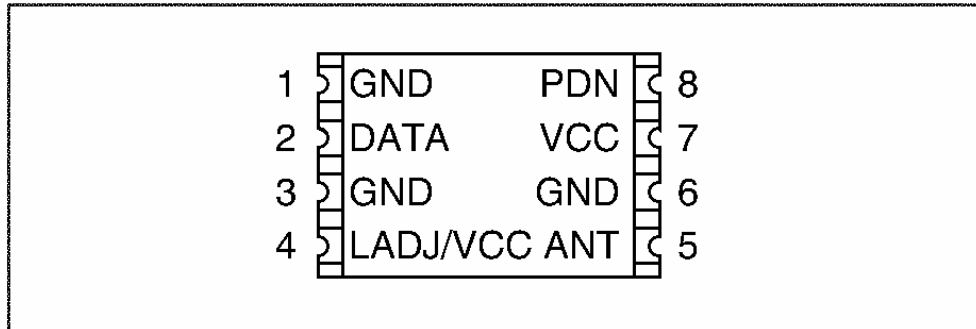 1 GND PDN 8
2 DATA VCC 7
3 GND GND 6
4 LADJ/VCC ANT 5